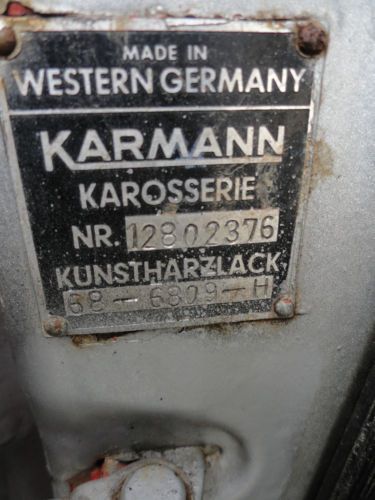 MADE IN
WESTERN GERMANY
KARMANN
KAROSSERIE
NR. 12802376
KUNSTHARZLACK
68-6809-H